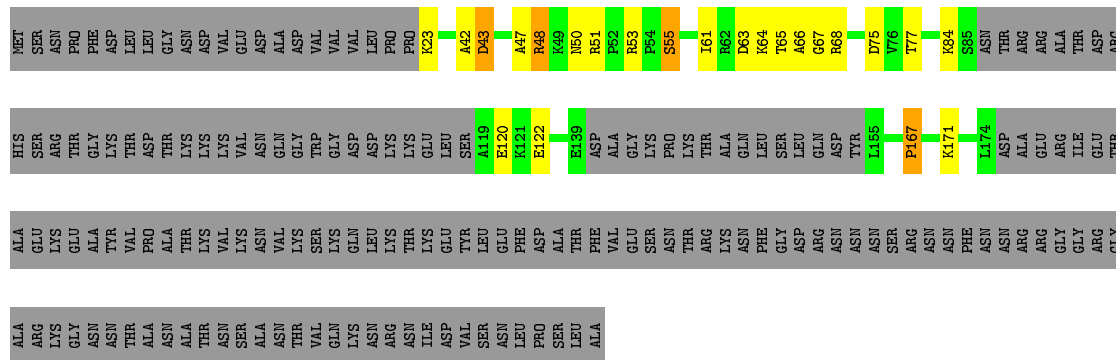 MET SER ASN PRO PHE ASP LEU LEU GLY ASN ASP VAL GLU ASP ALA ASP VAL VAL VAL LEU PRO PRO K23 A42 D43 A47 R48 K49 N50 R51 P52 R53 P54 S55 I61 R62 D63 K64 T65 A66 G67 R68 D75 V76 T77 K84 S85 ASN THR ARG ARG ALA THR ASP ARG
HIS SER ARG THR GLY LYS THR ASP THR LYS LYS LYS VAL ASN GLN GLY TRP GLY ASP ASP LYS LYS GLU LEU SER A119 E120 K121 E122 E139 ASP ALA GLY LYS PRO LYS THR ALA GLN LEU SER LEU GLN ASP TYR L155 P167 K171 L174 ASP ALA GLU ARG ILE GLU THR
ALA GLU LYS GLU GLU ALA TYR VAL PRO ALA THR LYS VAL LYS ASN VAL LYS SER LYS GLN LEU LYS THR LYS GLU TYR LEU GLU PHE ASP ALA THR PHE VAL GLU SER ASN THR ARG LYS ASN PHE GLY ASP ARG ASN ASN ASN SER ARG ASN ASN PHE ASN ASN ARG ARG GLY GLY ARG GLY
ALA ARG LYS GLY ASN ASN THR ALA ASN ALA THR ASN SER ALA ASN THR VAL GLN LYS ASN ARG ASN ILE ASP VAL SER ASN LEU PRO SER LEU ALA